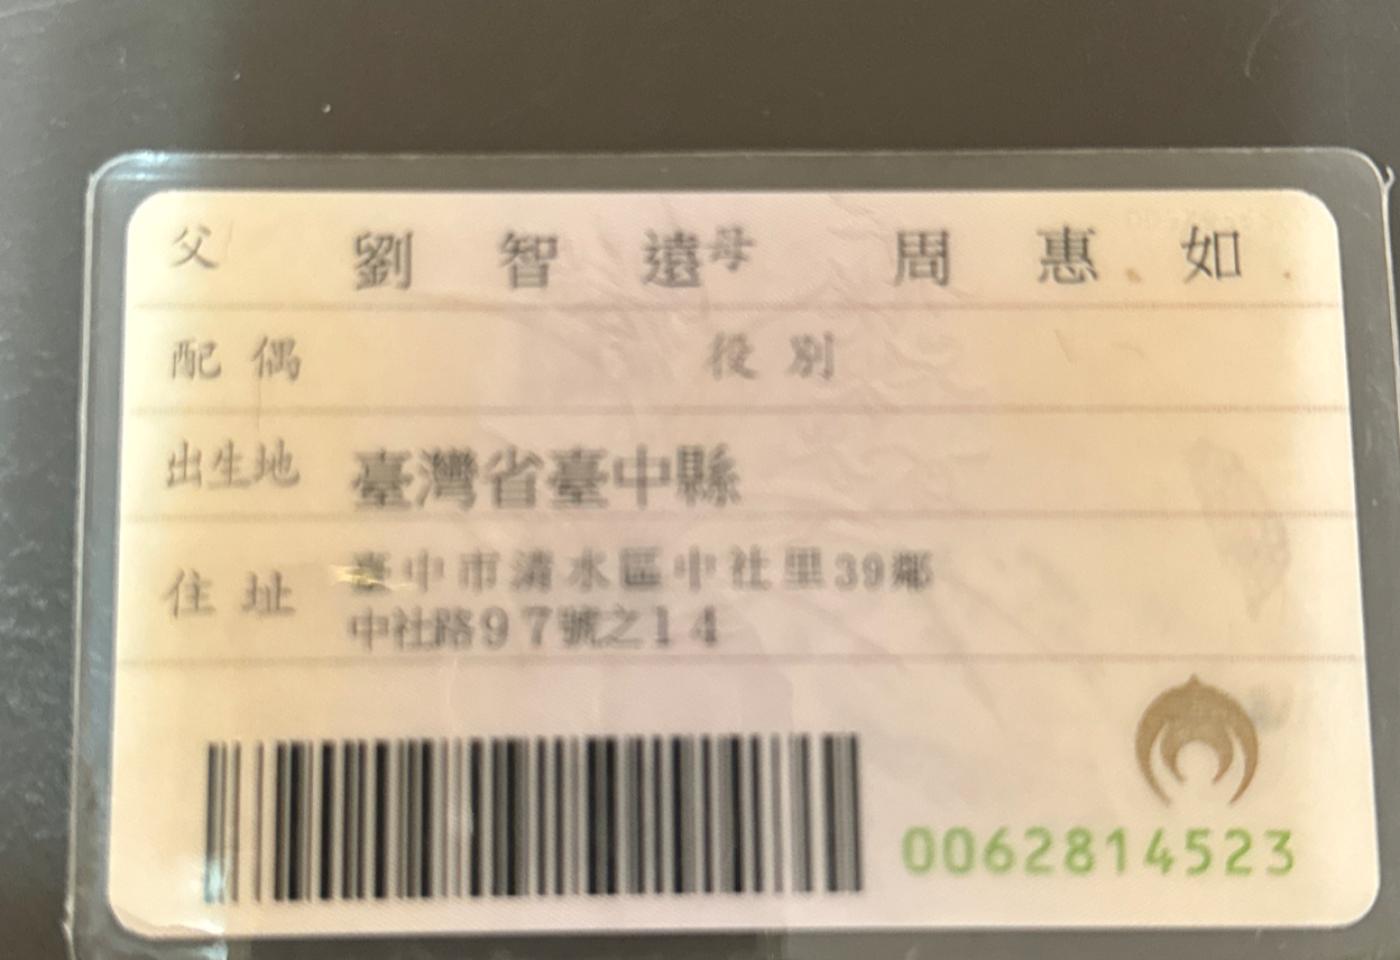 父 劉智遠 母 周惠如
配偶 役別
出生地 臺灣省臺中縣
住址 臺中市清水區中社里39鄰
中社路97號之14
0062814523